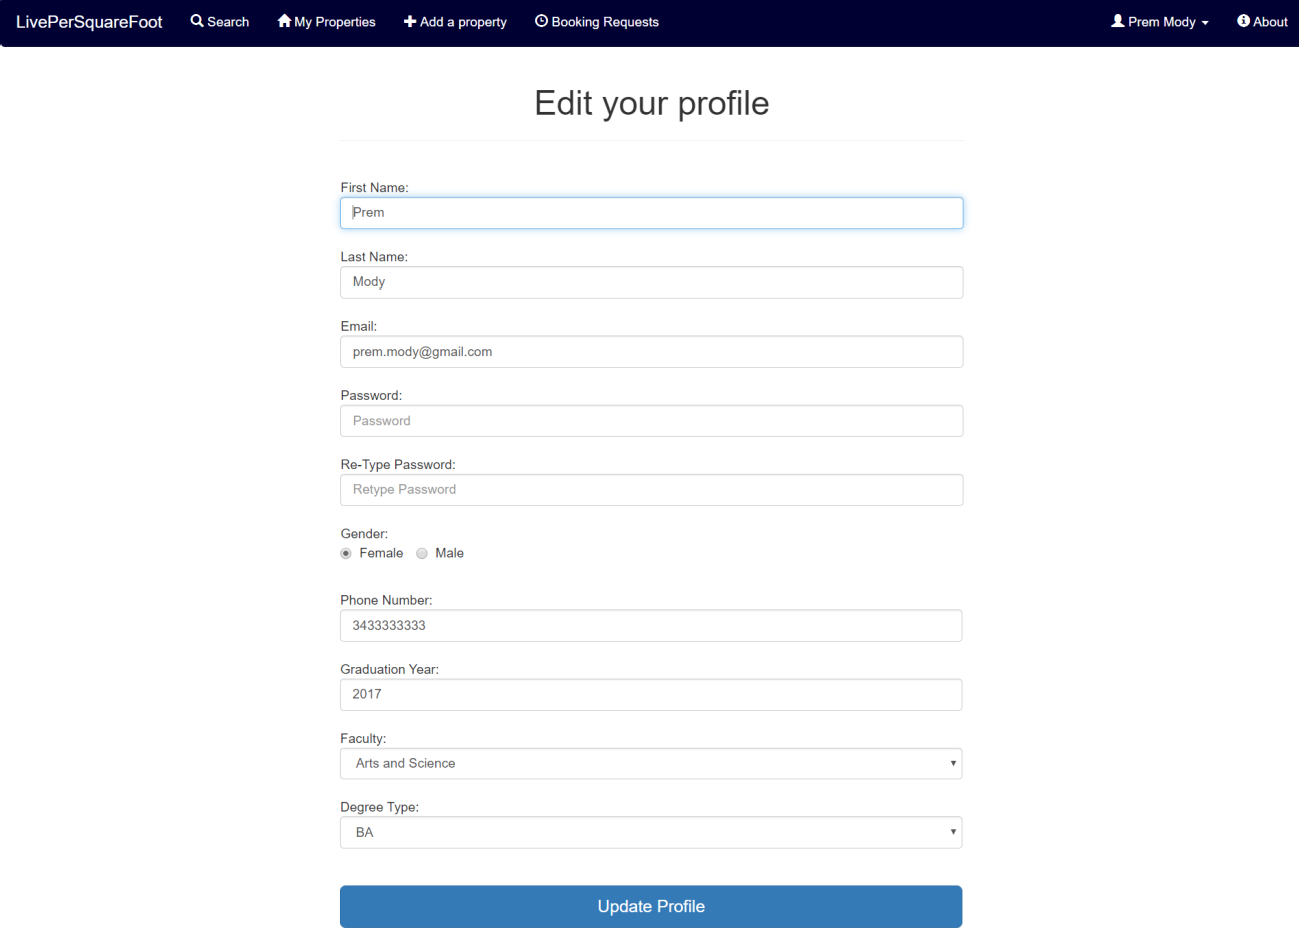 LivePerSquareFoot Search My Properties Add a property Booking Requests Prem Mody About
Edit your profile
First Name:
Prem
Last Name:
Mody
Email:
prem.mody@gmail.com
Password:
Password
Re-Type Password:
Retype Password
Gender:
Female Male
Phone Number:
3433333333
Graduation Year:
2017
Faculty:
Arts and Science
Degree Type:
BA
Update Profile